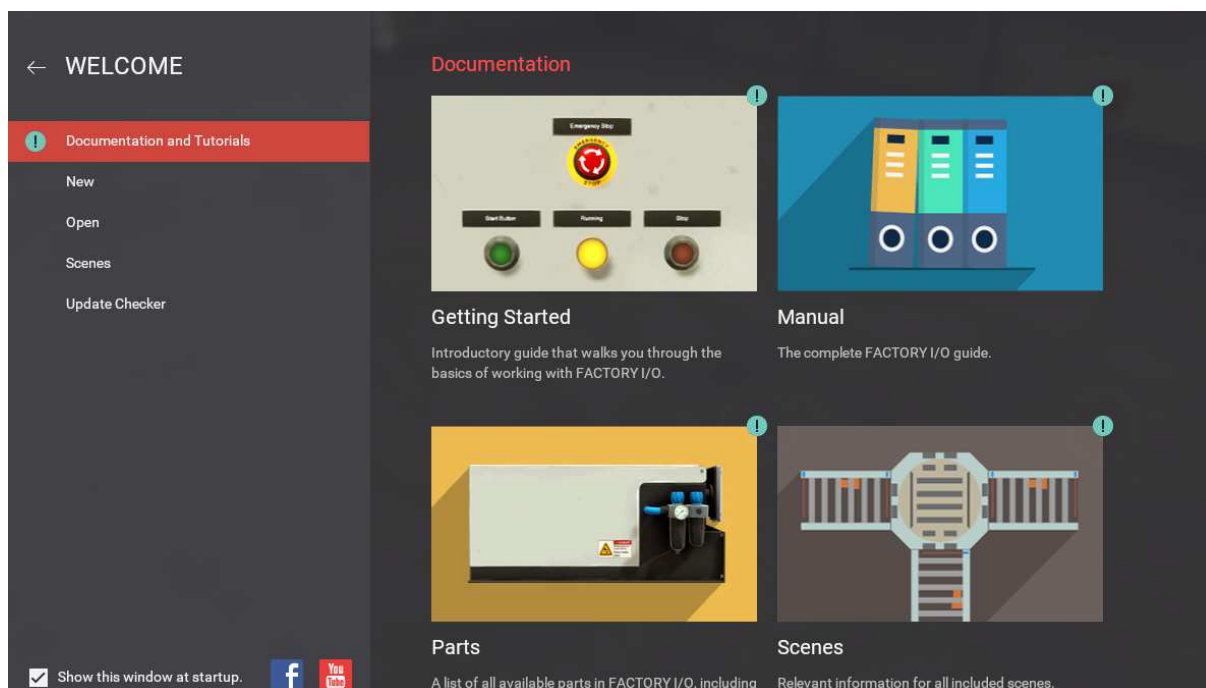 WELCOME
Documentation and Tutorials
New
Open
Scenes
Update Checker
Show this window at startup.
f
You
Tube
Documentation
Emergency Stop
EMERGENCY
STOP
Start Button
Running
Stop
Getting Started
Introductory guide that walks you through the
basics of working with FACTORY I/O.
Manual
The complete FACTORY I/O guide.
Parts
A list of all available parts in FACTORY I/O, including
Scenes
Relevant information for all included scenes.